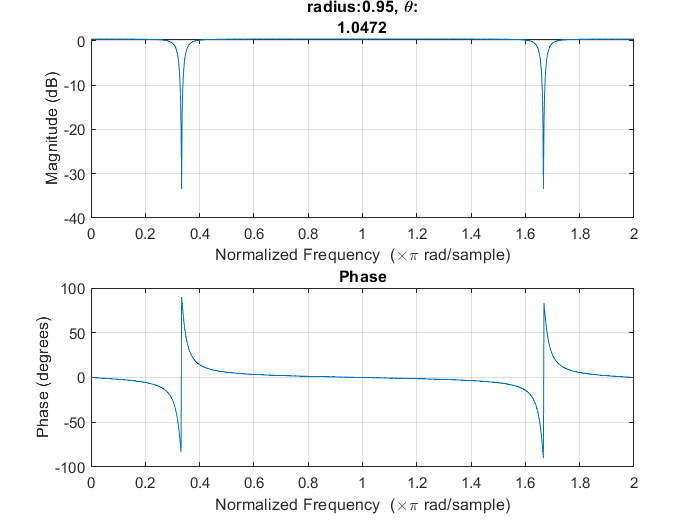 radius:0.95, θ:
1.0472
0
-10
-20
-30
-40
Magnitude (dB)
0 0.2 0.4 0.6 0.8 1 1.2 1.4 1.6 1.8 2
Normalized Frequency (×π rad/sample)
Phase
100
50
0
-50
-100
Phase (degrees)
0 0.2 0.4 0.6 0.8 1 1.2 1.4 1.6 1.8 2
Normalized Frequency (×π rad/sample)